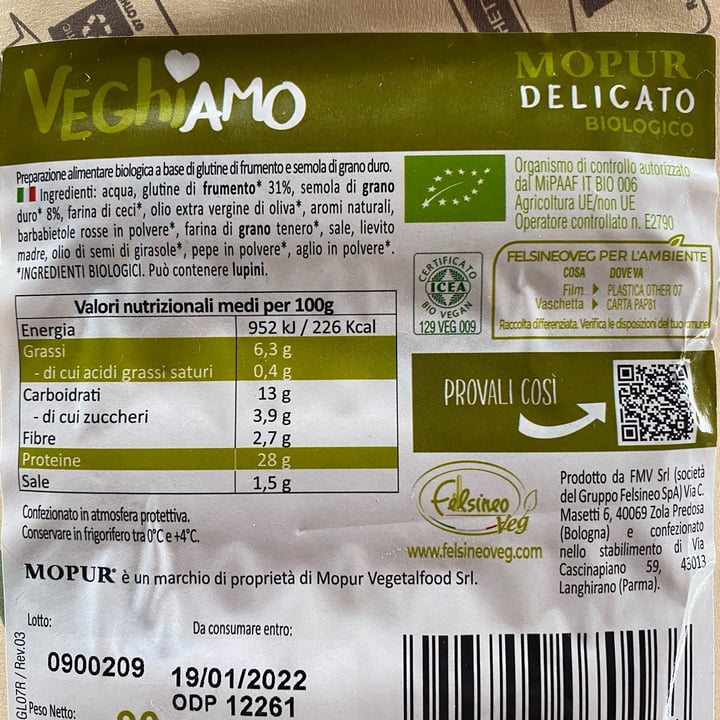 VEGhiAMO
MOPUR
DELICATO
BIOLOGICO
Preparazione alimentare biologica a base di glutine di frumento e semola di grano duro.
Ingredienti: acqua, glutine di frumento* 31%, semola di grano
duro* 8%, farina di ceci*, olio extra vergine di oliva*, aromi naturali,
barbabietole rosse in polvere*, farina di grano tenero*, sale, lievito
madre, olio di semi di girasole*, pepe in polvere*, aglio in polvere*.
*INGREDIENTI BIOLOGICI. Può contenere lupini.
Organismo di controllo autorizzato
dal MiPAAF IT BIO 006
Agricoltura UE/non UE
Operatore controllato n. E2790
CERTIFICATO
ICEA
BIO VEGAN
129 VEG 009
FELSINEOVEG PER L'AMBIENTE
COSA DOVE VA
Film PLASTICA OTHER 07
Vaschetta CARTA PAP81
Raccolta differenziata. Verifica le disposizioni del tuo comune
Valori nutrizionali medi per 100g
Energia 952 kJ / 226 Kcal
Grassi 6,3 g
- di cui acidi grassi saturi 0,4 g
Carboidrati 13 g
- di cui zuccheri 3,9 g
Fibre 2,7 g
Proteine 28 g
Sale 1,5 g
PROVALI COSÌ
Confezionato in atmosfera protettiva.
Conservare in frigorifero tra 0°C e +4°C.
Felsineo
Veg
www.felsineoveg.com
Prodotto da FMV Srl (società
del Gruppo Felsineo SpA) Via C.
Masetti 6, 40069 Zola Predosa
(Bologna) e confezionato
nello stabilimento di Via
Cascinapiano 59, 43013
Langhirano (Parma).
MOPUR® è un marchio di proprietà di Mopur Vegetalfood Srl.
Lotto:
0900209
Da consumare entro:
19/01/2022
ODP 12261
Peso Netto:
GL07R / Rev.03